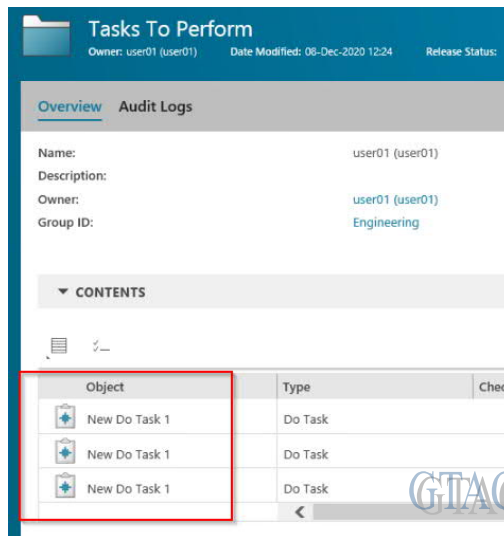 Tasks To Perform
Owner: user01 (user01) Date Modified: 08-Dec-2020 12:24 Release Status:
Overview Audit Logs
Name: user01 (user01)
Description:
Owner: user01 (user01)
Group ID: Engineering
CONTENTS
Object Type
New Do Task 1 Do Task
New Do Task 1 Do Task
New Do Task 1 Do Task
GTAC